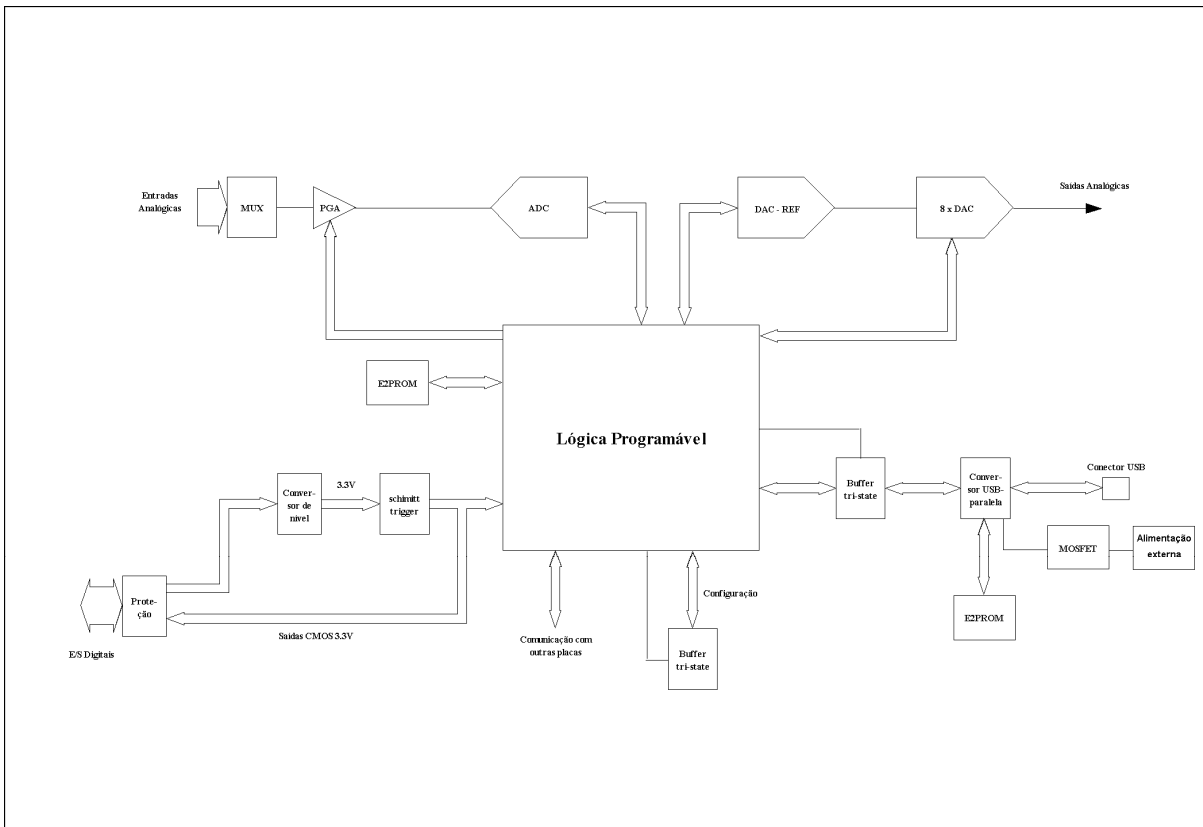 Entradas
Analógicas
MUX
PGA
ADC
DAC - REF
8 x DAC
Saídas Analógicas
E2PROM
Lógica Programável
3.3V
Conver-
sor de
nível
schimitt
trigger
Buffer
tri-state
Conver-
sor USB-
paralela
Conector USB
MOSFET
Alimentação
externa
E2PROM
Prote-
ção
Saídas CMOS 3.3V
E/S Digitais
Comunicação com
outras placas
Configuração
Buffer
tri-state